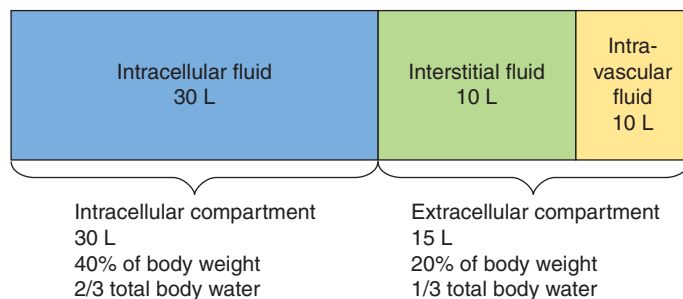 Intracellular fluid
30 L
Interstitial fluid
10 L
Intra-
vascular
fluid
10 L
Intracellular compartment
30 L
40% of body weight
2/3 total body water
Extracellular compartment
15 L
20% of body weight
1/3 total body water